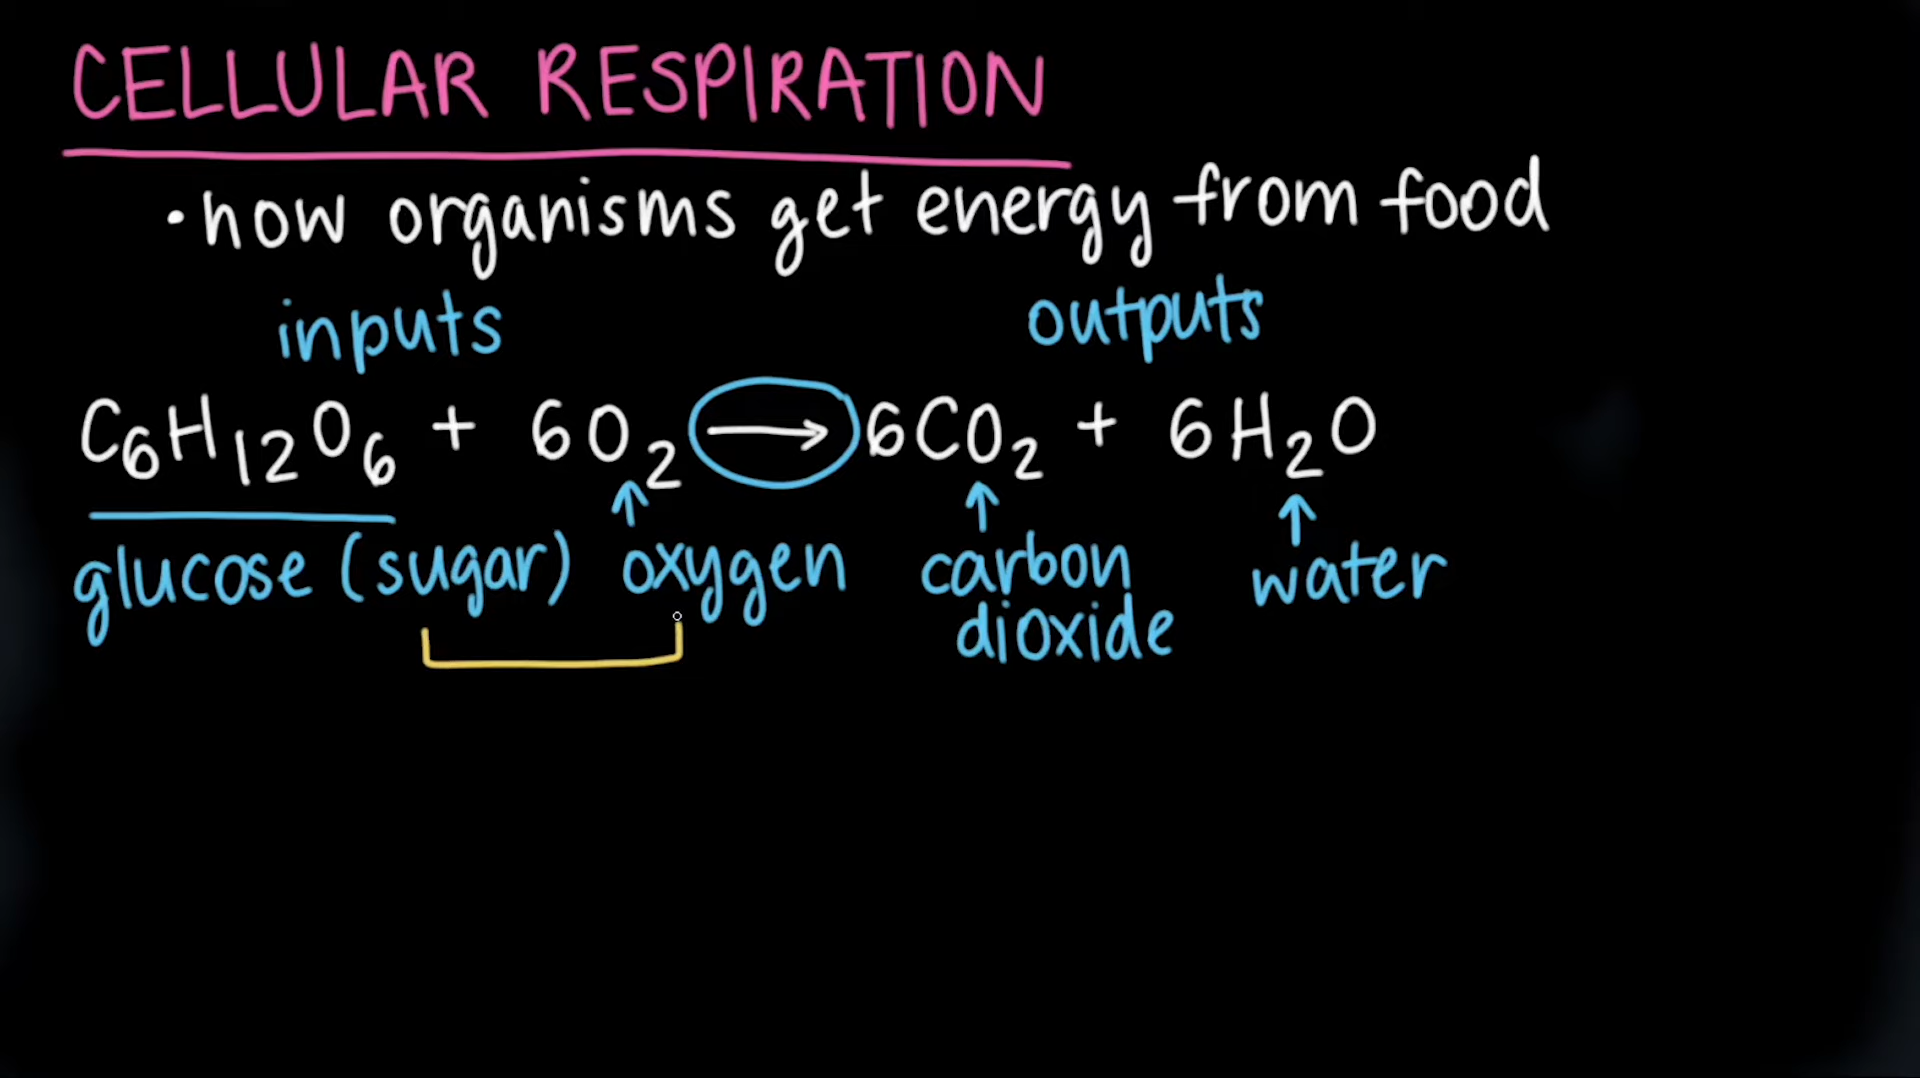 CELLULAR RESPIRATION
• how organisms get energy from food
inputs outputs
C₆H₁₂O₆ + 6O₂ → 6CO₂ + 6H₂O
glucose (sugar) oxygen carbon dioxide water